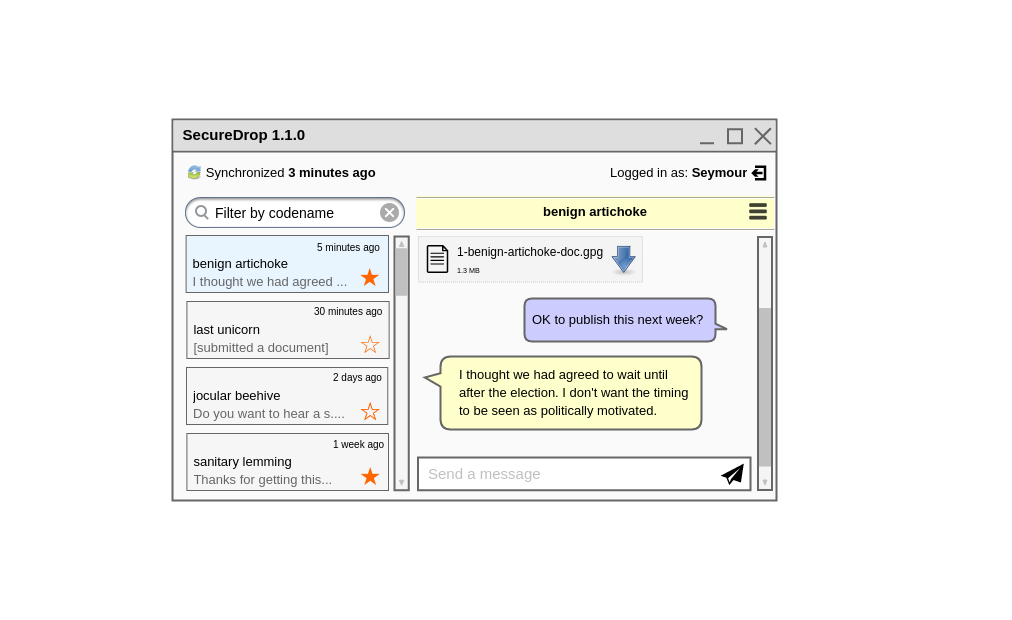 SecureDrop 1.1.0
Synchronized 3 minutes ago
Logged in as: Seymour
Filter by codename
benign artichoke
5 minutes ago
benign artichoke
I thought we had agreed ...
30 minutes ago
last unicorn
[submitted a document]
2 days ago
jocular beehive
Do you want to hear a s....
1 week ago
sanitary lemming
Thanks for getting this...
1-benign-artichoke-doc.gpg
1.3 MB
OK to publish this next week?
I thought we had agreed to wait until
after the election. I don't want the timing
to be seen as politically motivated.
Send a message